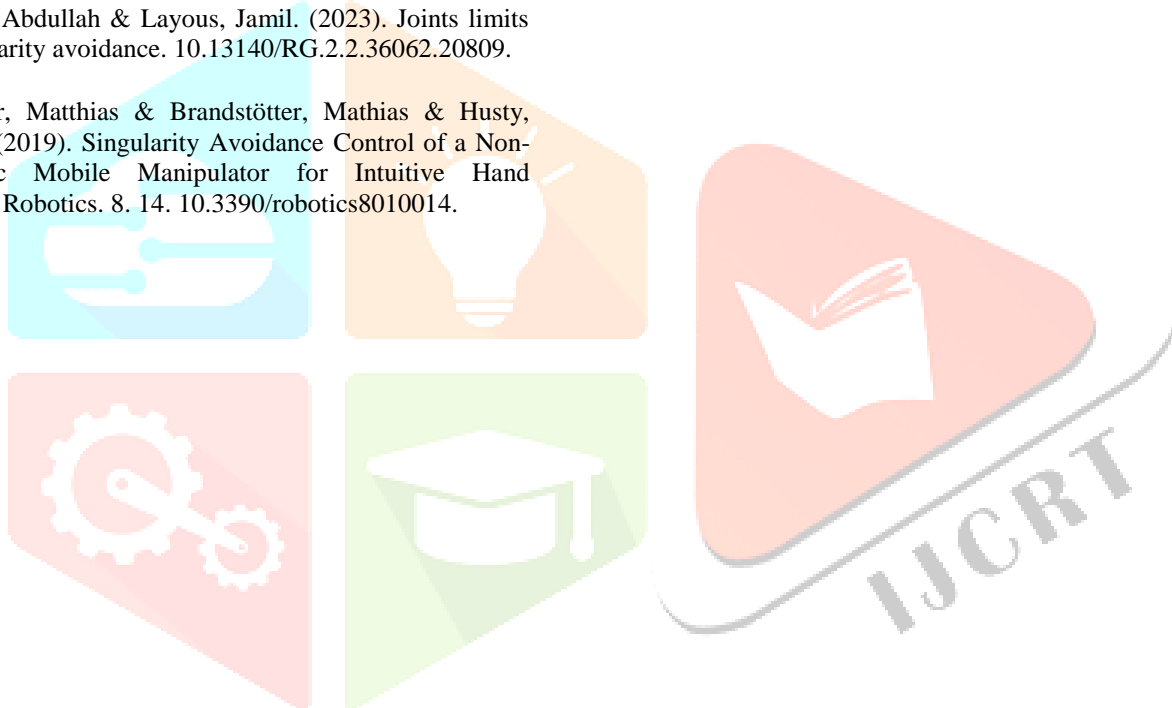 Abdullah & Layous, Jamil. (2023). Joints limits
arity avoidance. 10.13140/RG.2.2.36062.20809.
r, Matthias & Brandstötter, Mathias & Husty,
(2019). Singularity Avoidance Control of a Non-
c Mobile Manipulator for Intuitive Hand
Robotics. 8. 14. 10.3390/robotics8010014.
IJCRT